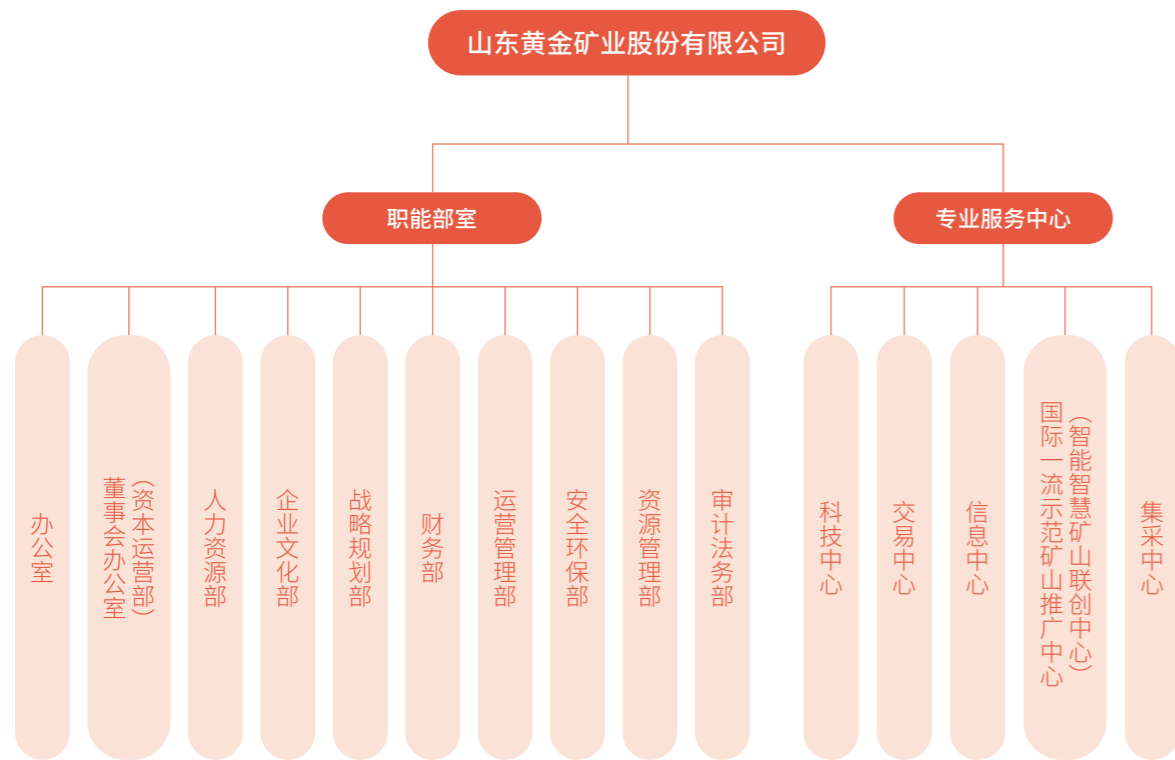 山东黄金矿业股份有限公司
职能部室
专业服务中心
办公室
董事会办公室
（资本运营部）
人力资源部
企业文化部
战略规划部
财务部
运营管理部
安全环保部
资源管理部
审计法务部
科技中心
交易中心
信息中心
国际一流示范矿山推广中心
（智能智慧矿山联创中心）
集采中心